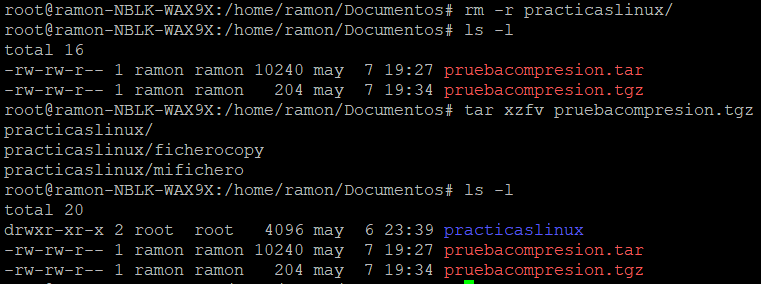 root@ramon-NBLK-WAX9X:/home/ramon/Documentos# rm -r practicaslinux/
root@ramon-NBLK-WAX9X:/home/ramon/Documentos# ls -l
total 16
-rw-rw-r-- 1 ramon ramon 10240 may  7 19:27 pruebacompresion.tar
-rw-rw-r-- 1 ramon ramon   204 may  7 19:34 pruebacompresion.tgz
root@ramon-NBLK-WAX9X:/home/ramon/Documentos# tar xzfv pruebacompresion.tgz
practicaslinux/
practicaslinux/ficherocopy
practicaslinux/mifichero
root@ramon-NBLK-WAX9X:/home/ramon/Documentos# ls -l
total 20
drwxr-xr-x 2 root  root   4096 may  6 23:39 practicaslinux
-rw-rw-r-- 1 ramon ramon 10240 may  7 19:27 pruebacompresion.tar
-rw-rw-r-- 1 ramon ramon   204 may  7 19:34 pruebacompresion.tgz